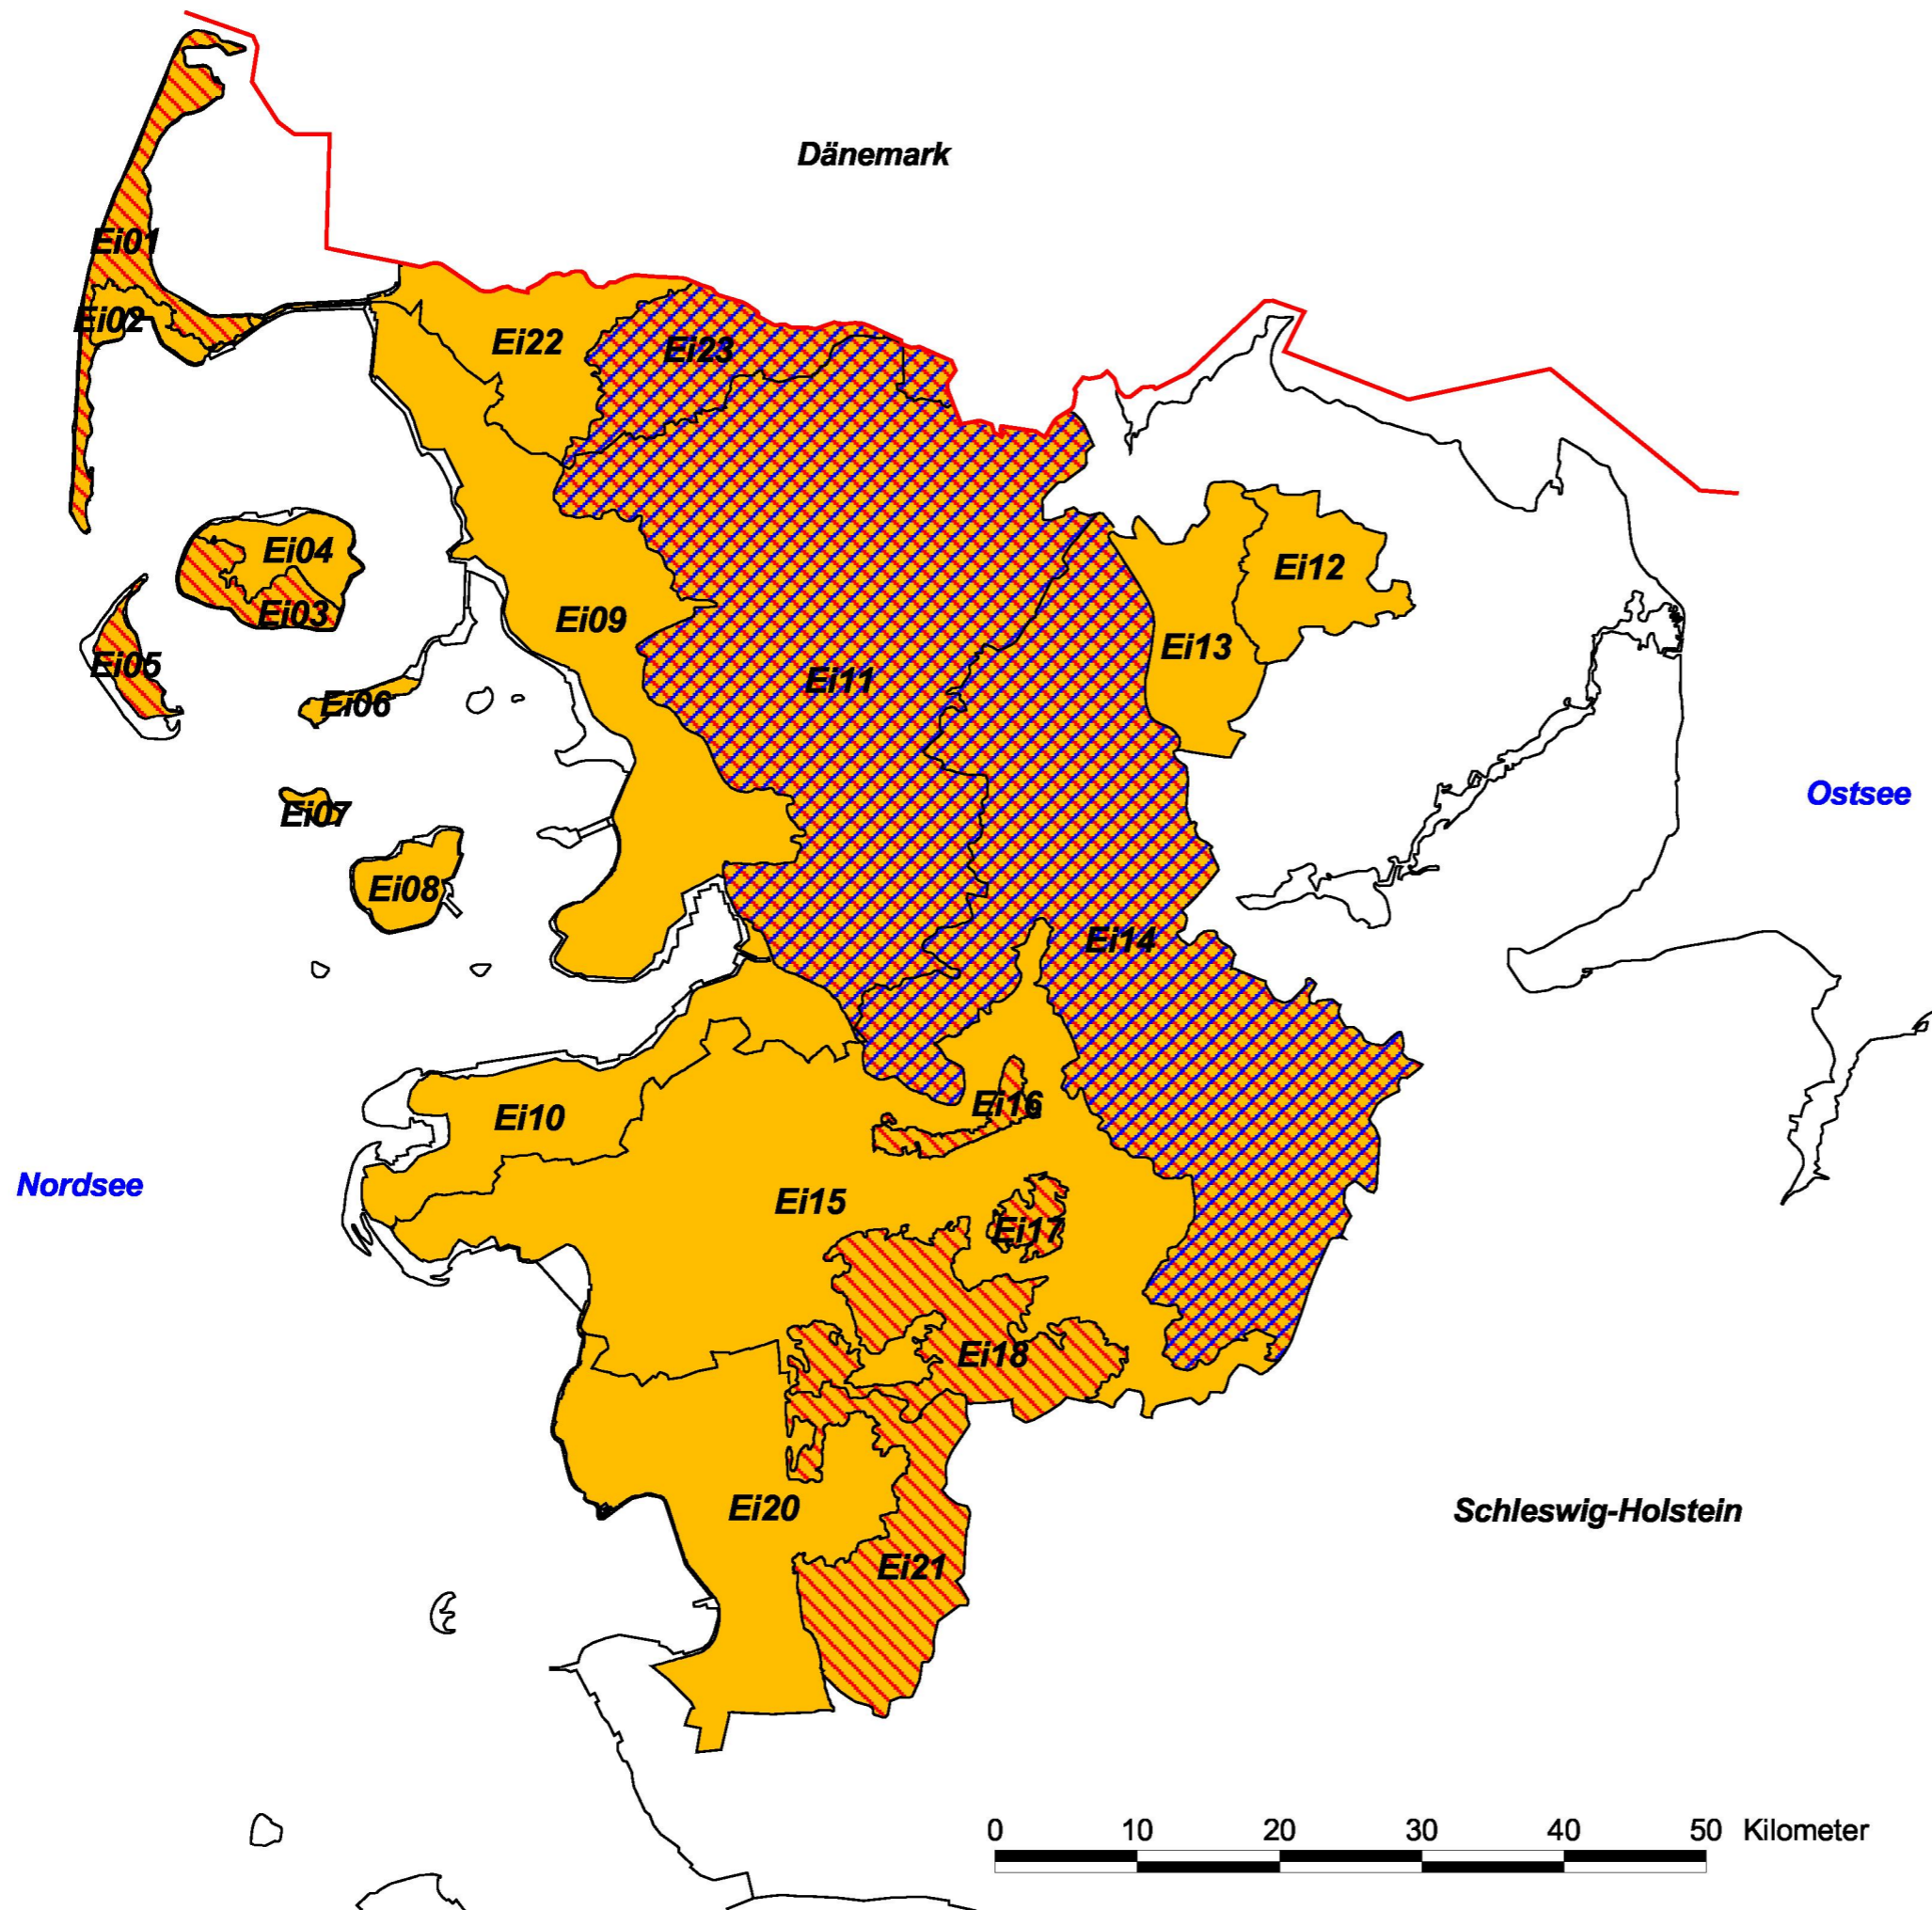 Dänemark
Ei01
Ei02
Ei22
Ei23
Ei04
Ei12
Ei03
Ei09
Ei13
Ei05
Ei11
Ei06
Ostsee
Ei07
Ei08
Ei14
Ei16
Ei10
Nordsee
Ei15
Ei17
Ei18
Ei20
Schleswig-Holstein
Ei21
0 10 20 30 40 50 Kilometer